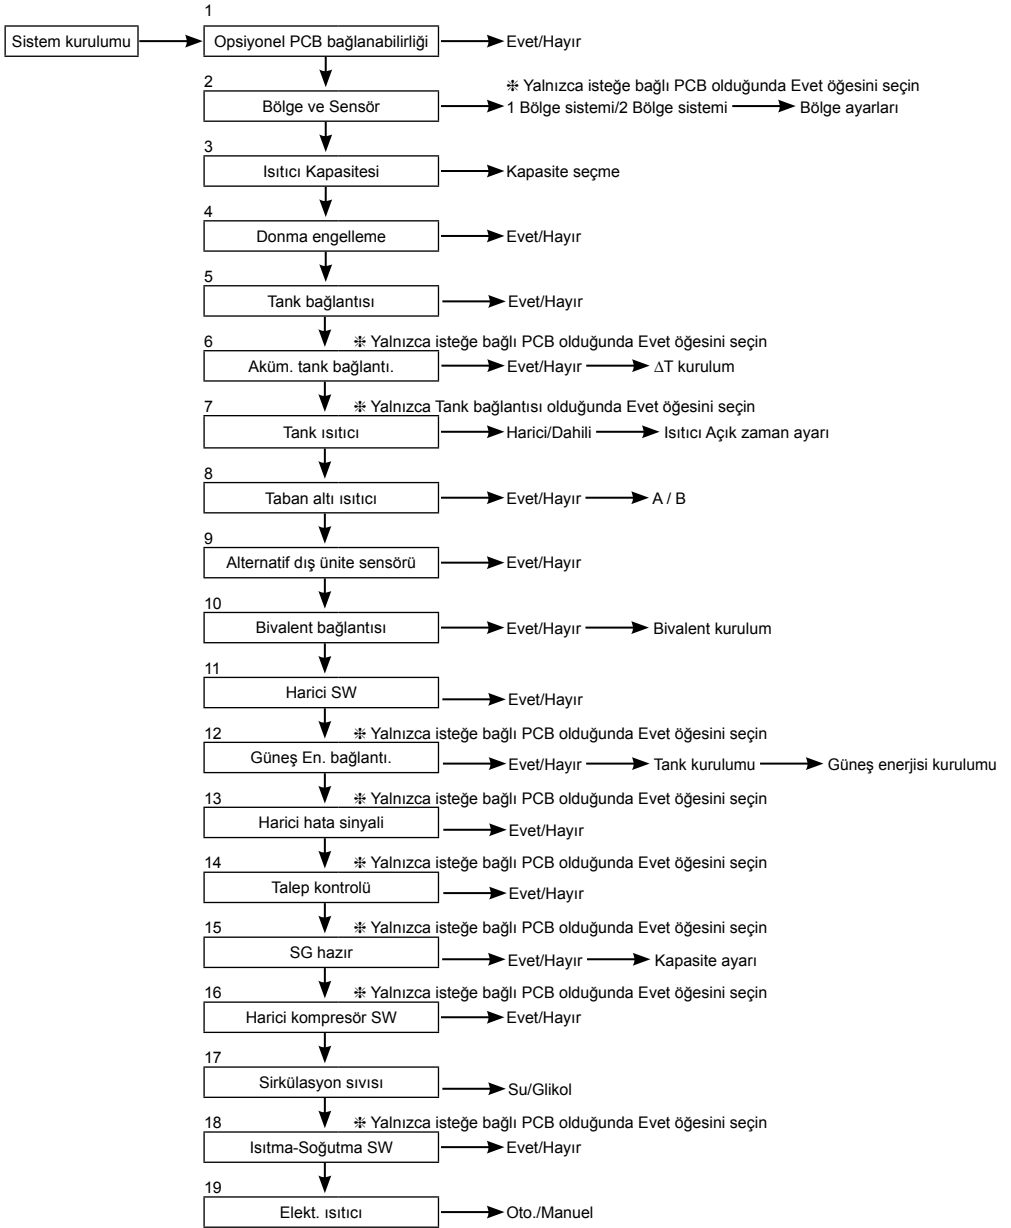 1
Sistem kurulumu Opsiyonel PCB bağlanabilirliği Evet/Hayır
2 ❈ Yalnızca isteğe bağlı PCB olduğunda Evet öğesini seçin
Bölge ve Sensör 1 Bölge sistemi/2 Bölge sistemi Bölge ayarları
3
Isıtıcı Kapasitesi Kapasite seçme
4
Donma engelleme Evet/Hayır
5
Tank bağlantısı Evet/Hayır
6 ❈ Yalnızca isteğe bağlı PCB olduğunda Evet öğesini seçin
Aküm. tank bağlantı. Evet/Hayır ∆T kurulum
7 ❈ Yalnızca Tank bağlantısı olduğunda Evet öğesini seçin
Tank ısıtıcı Harici/Dahili Isıtıcı Açık zaman ayarı
8
Taban altı ısıtıcı Evet/Hayır A / B
9
Alternatif dış ünite sensörü Evet/Hayır
10
Bivalent bağlantısı Evet/Hayır Bivalent kurulum
11
Harici SW Evet/Hayır
12 ❈ Yalnızca isteğe bağlı PCB olduğunda Evet öğesini seçin
Güneş En. bağlantı. Evet/Hayır Tank kurulumu Güneş enerjisi kurulumu
13 ❈ Yalnızca isteğe bağlı PCB olduğunda Evet öğesini seçin
Harici hata sinyali Evet/Hayır
14 ❈ Yalnızca isteğe bağlı PCB olduğunda Evet öğesini seçin
Talep kontrolü Evet/Hayır
15 ❈ Yalnızca isteğe bağlı PCB olduğunda Evet öğesini seçin
SG hazır Evet/Hayır Kapasite ayarı
16 ❈ Yalnızca isteğe bağlı PCB olduğunda Evet öğesini seçin
Harici kompresör SW Evet/Hayır
17
Sirkülasyon sıvısı Su/Glikol
18 ❈ Yalnızca isteğe bağlı PCB olduğunda Evet öğesini seçin
Isıtma-Soğutma SW Evet/Hayır
19
Elekt. ısıtıcı Oto./Manuel